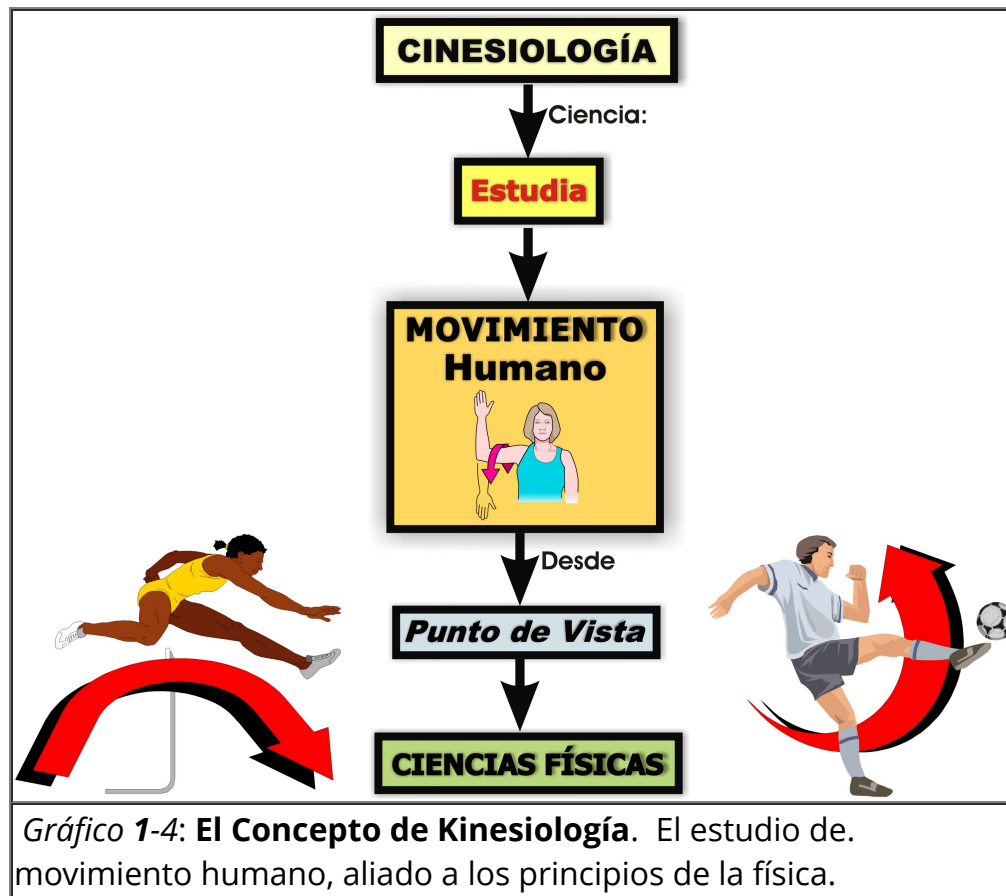 CINESIOLOGÍA
Ciencia:
Estudia
MOVIMIENTO
Humano
Desde
Punto de Vista
CIENCIAS FÍSICAS
Gráfico 1-4: El Concepto de Kinesiología. El estudio de.
movimiento humano, aliado a los principios de la física.